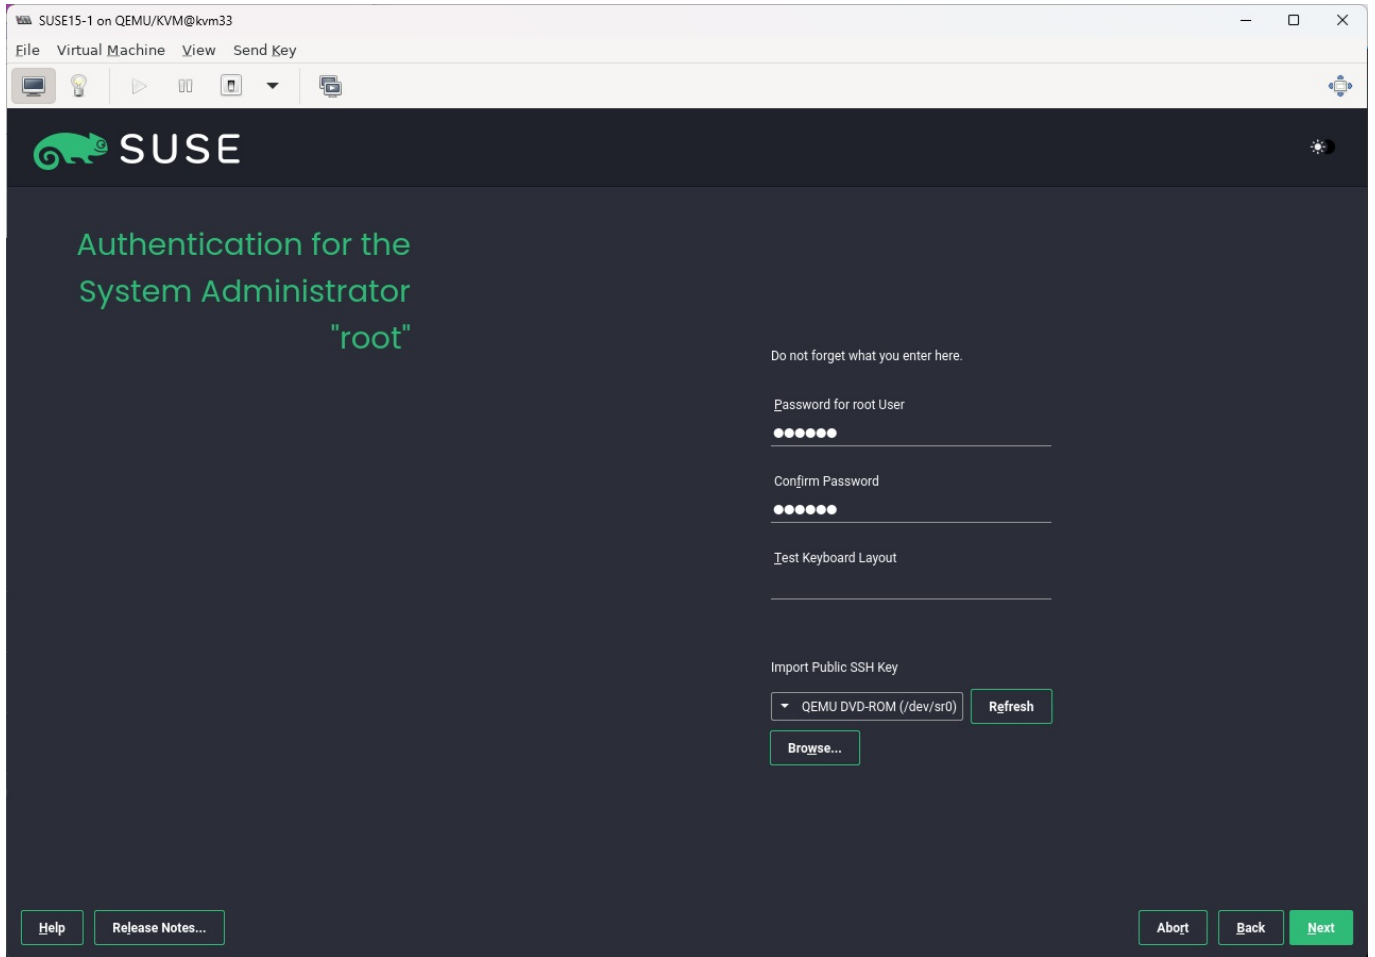 SUSE15-1 on QEMU/KVM@kvm33
File Virtual Machine View Send Key
SUSE
Authentication for the
System Administrator
"root"
Do not forget what you enter here.
Password for root User
●●●●●●
Confirm Password
●●●●●●
Test Keyboard Layout
Import Public SSH Key
QEMU DVD-ROM (/dev/sr0) Refresh
Browse...
Help Release Notes... Abort Back Next